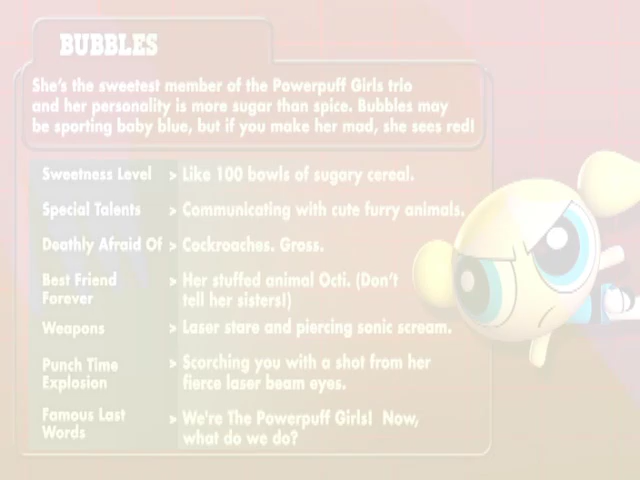 BUBBLES
She's the sweetest member of the Powerpuff Girls trio
and her personality is more sugar than spice. Bubbles may
be sporting baby blue, but if you make her mad, she sees red!
Sweetness Level > Like 100 bowls of sugary cereal.
Special Talents > Communicating with cute furry animals.
Deathly Afraid Of > Cockroaches. Gross.
Best Friend > Her stuffed animal Octi. (Don't
Forever tell her sisters!)
Weapons > Laser stare and piercing sonic scream.
Punch Time > Scorching you with a shot from her
Explosion fierce laser beam eyes.
Famous Last > We're The Powerpuff Girls! Now,
Words what do we do?